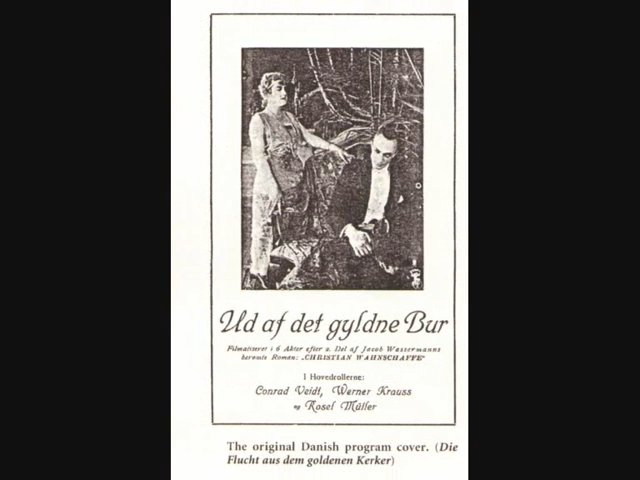 Ud af det gyldne Bur
Filmatiseret i 6 Akter efter 2. Del af Jacob Wassermanns
berømte Roman: „CHRISTIAN WAHNSCHAFFE"
I Hovedrollerne:
Conrad Veidt, Werner Krauss
og Rosel Müller
The original Danish program cover. (Die
Flucht aus dem goldenen Kerker)